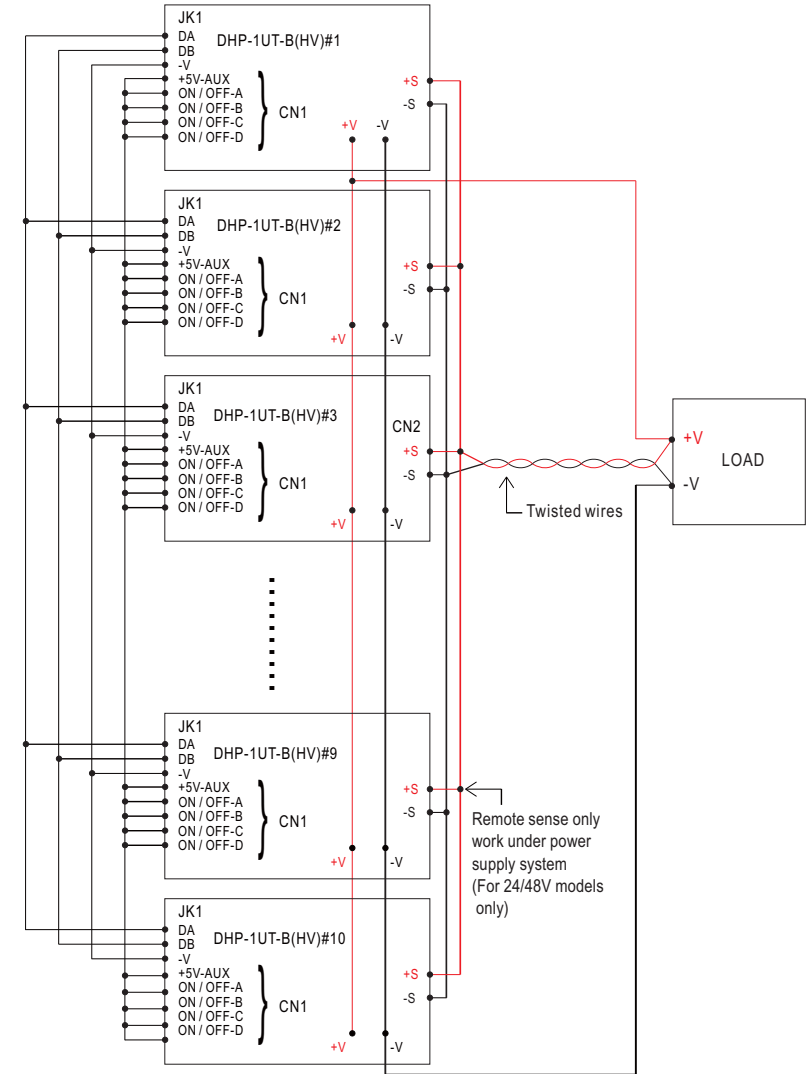 JK1
DA
DB
-V
+5V-AUX
ON / OFF-A
ON / OFF-B
ON / OFF-C
ON / OFF-D
DHP-1UT-B(HV)#1
CN1
+S
-S
+V
-V
JK1
DA
DB
-V
+5V-AUX
ON / OFF-A
ON / OFF-B
ON / OFF-C
ON / OFF-D
DHP-1UT-B(HV)#2
CN1
+S
-S
+V
-V
JK1
DA
DB
-V
+5V-AUX
ON / OFF-A
ON / OFF-B
ON / OFF-C
ON / OFF-D
DHP-1UT-B(HV)#3
CN1
CN2
+S
-S
+V
-V
Twisted wires
+V
-V
LOAD
JK1
DA
DB
-V
+5V-AUX
ON / OFF-A
ON / OFF-B
ON / OFF-C
ON / OFF-D
DHP-1UT-B(HV)#9
CN1
+S
-S
+V
-V
Remote sense only
work under power
supply system
(For 24/48V models
only)
JK1
DA
DB
-V
+5V-AUX
ON / OFF-A
ON / OFF-B
ON / OFF-C
ON / OFF-D
DHP-1UT-B(HV)#10
CN1
+S
-S
+V
-V